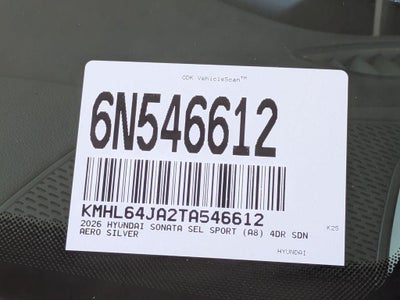 CDK VehicleScan™
6N546612
KMHL64JA2TA546612
2026 HYUNDAI SONATA SEL SPORT (A8) 4DR SDN K25
AERO SILVER
HYUNDAI